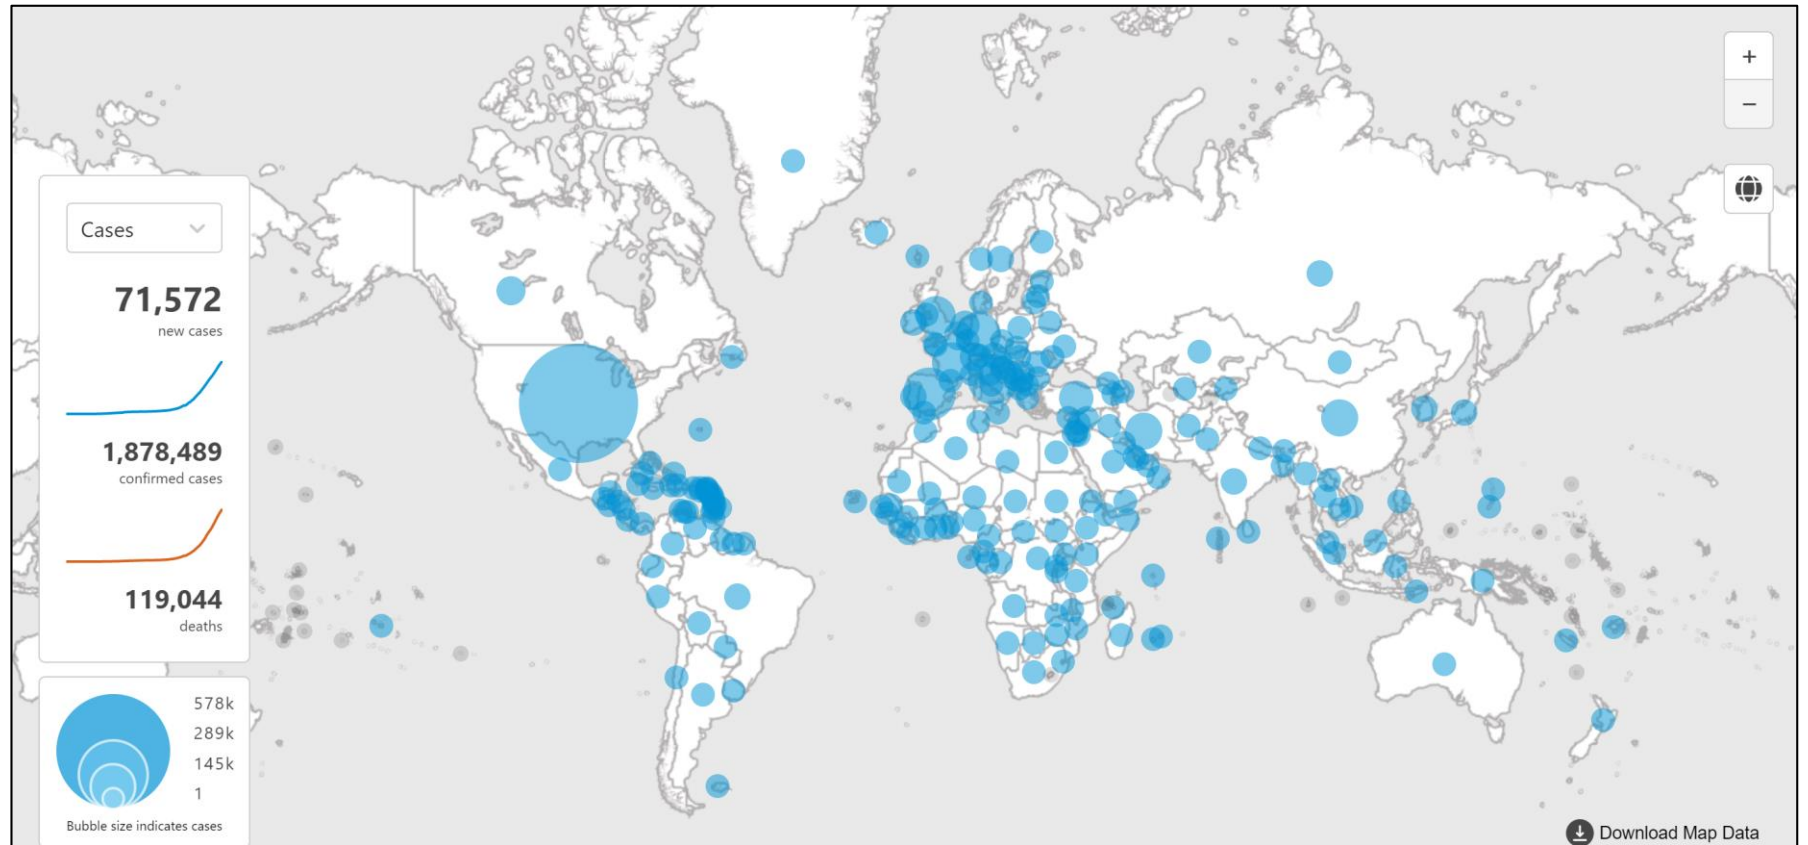 Cases
71,572
new cases
1,878,489
confirmed cases
119,044
deaths
578k
289k
145k
1
Bubble size indicates cases
+
−
Download Map Data